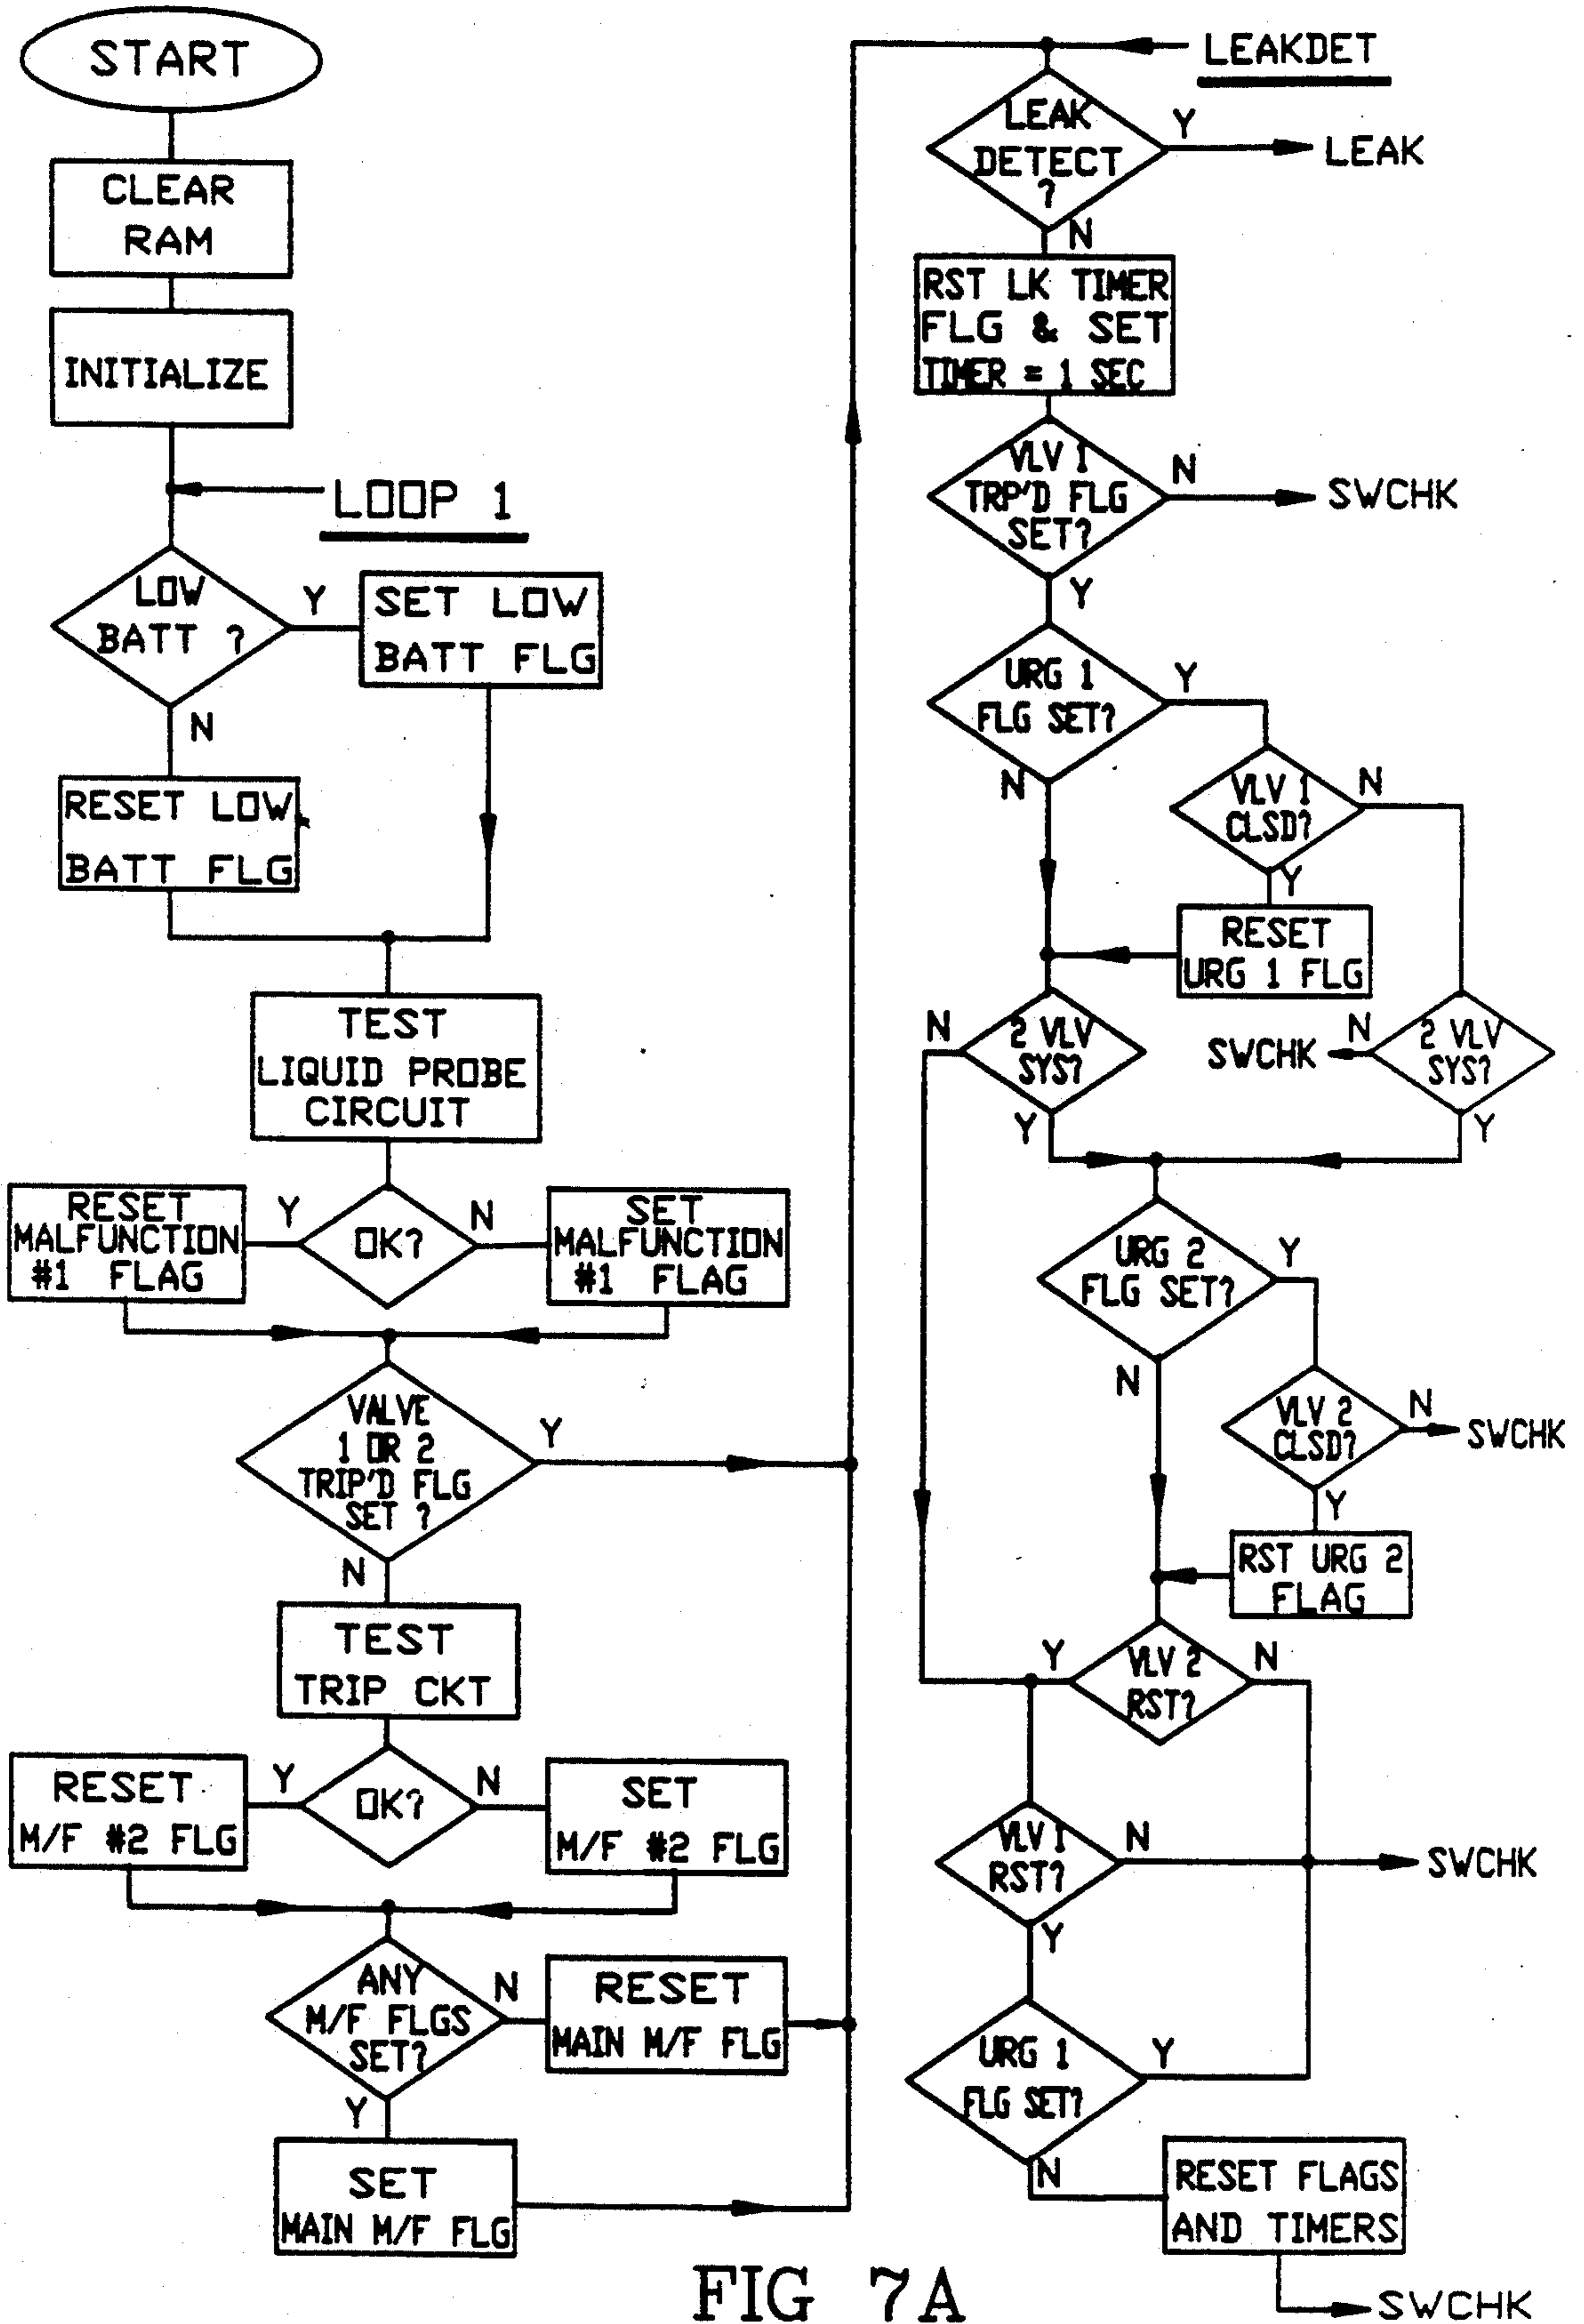 START
CLEAR
RAM
INITIALIZE
LOOP 1
LOW
BATT ?
Y
SET LOW
BATT FLG
N
RESET LOW
BATT FLG
TEST
LIQUID PROBE
CIRCUIT
RESET
MALFUNCTION
#1 FLAG
Y
OK?
N
SET
MALFUNCTION
#1 FLAG
VALVE
1 OR 2
TRIP'D FLG
SET ?
Y
N
TEST
TRIP CKT
RESET
M/F #2 FLG
Y
OK?
N
SET
M/F #2 FLG
ANY
M/F FLGS
SET?
N
RESET
MAIN M/F FLG
Y
SET
MAIN M/F FLG
LEAKDET
LEAK
DETECT
?
Y
LEAK
N
RST LK TIMER
FLG & SET
TIMER = 1 SEC
VLV 1
TRP'D FLG
SET?
N
SWCHK
Y
URG 1
FLG SET?
Y
N
VLV 1
CLSD?
N
Y
RESET
URG 1 FLG
N
2 VLV
SYS?
Y
SWCHK
N
2 VLV
SYS?
Y
URG 2
FLG SET?
Y
N
VLV 2
CLSD?
N
SWCHK
Y
RST URG 2
FLAG
Y
VLV 2
RST?
N
VLV 1
RST?
N
SWCHK
Y
URG 1
FLG SET?
Y
N
RESET FLAGS
AND TIMERS
SWCHK
FIG 7A